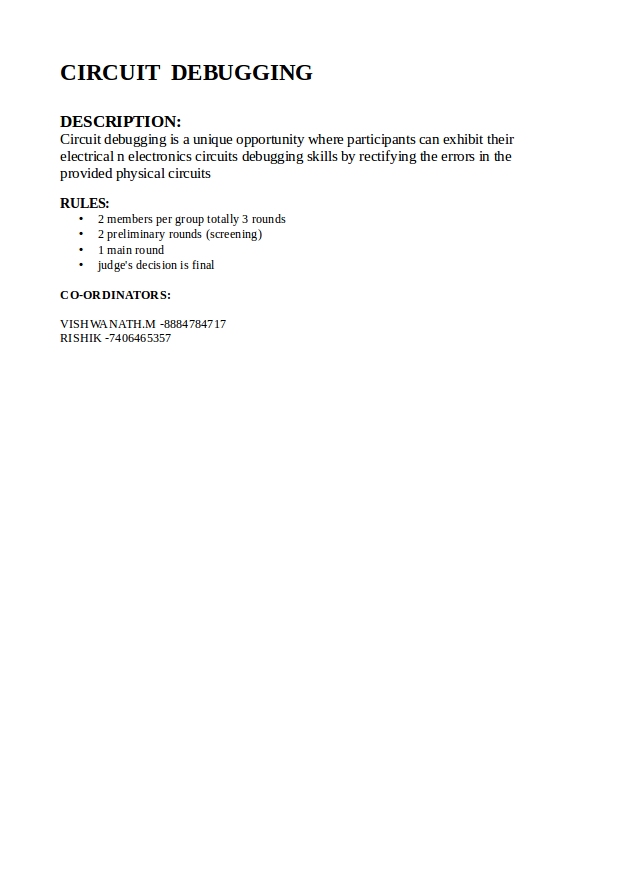 CIRCUIT DEBUGGING
DESCRIPTION:
Circuit debugging is a unique opportunity where participants can exhibit their
electrical n electronics circuits debugging skills by rectifying the errors in the
provided physical circuits
RULES:
• 2 members per group totally 3 rounds
• 2 preliminary rounds (screening)
• 1 main round
• judge's decision is final
CO-ORDINATORS:
VISHWANATH.M -8884784717
RISHIK -7406465357